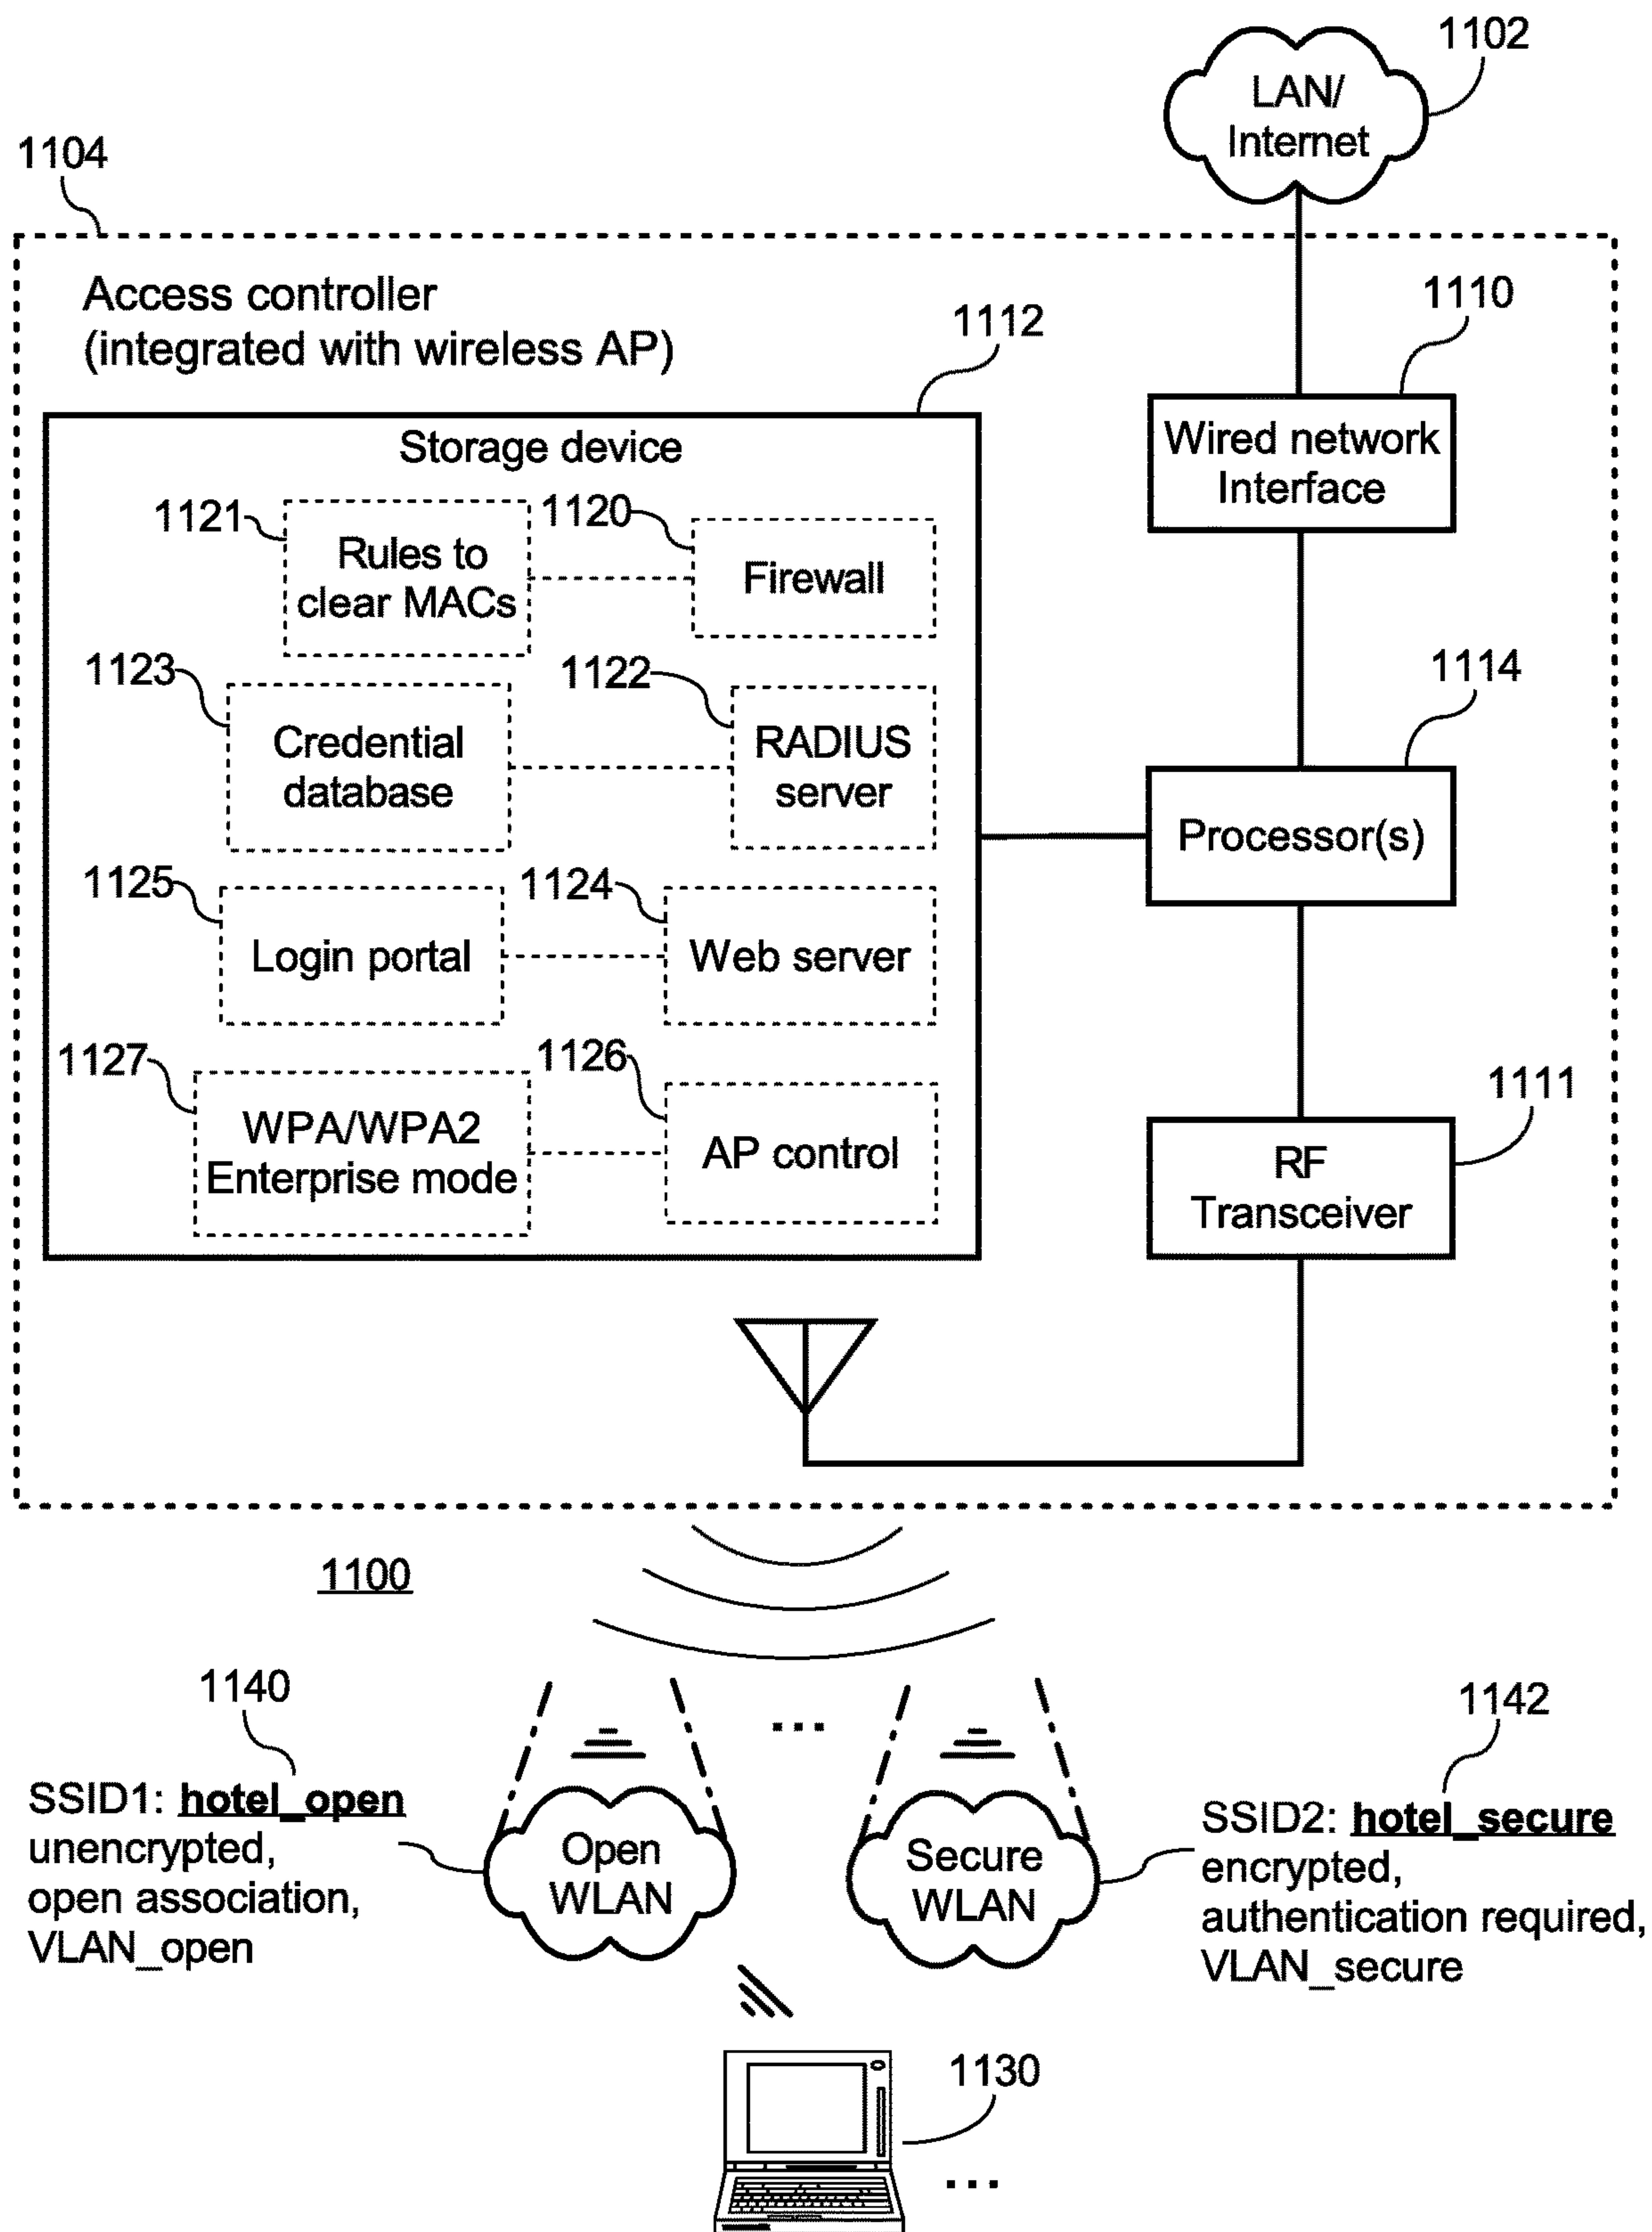 1102
LAN/
Internet
1104
Access controller
(integrated with wireless AP)
1110
1112
Wired network
Interface
Storage device
1121
Rules to
clear MACs
1120
Firewall
1123
Credential
database
1122
RADIUS
server
1114
Processor(s)
1125
Login portal
1124
Web server
1127
WPA/WPA2
Enterprise mode
1126
AP control
1111
RF
Transceiver
1100
1140
SSID1: hotel_open
unencrypted,
open association,
VLAN_open
Open
WLAN
...
Secure
WLAN
1142
SSID2: hotel_secure
encrypted,
authentication required,
VLAN_secure
1130
...